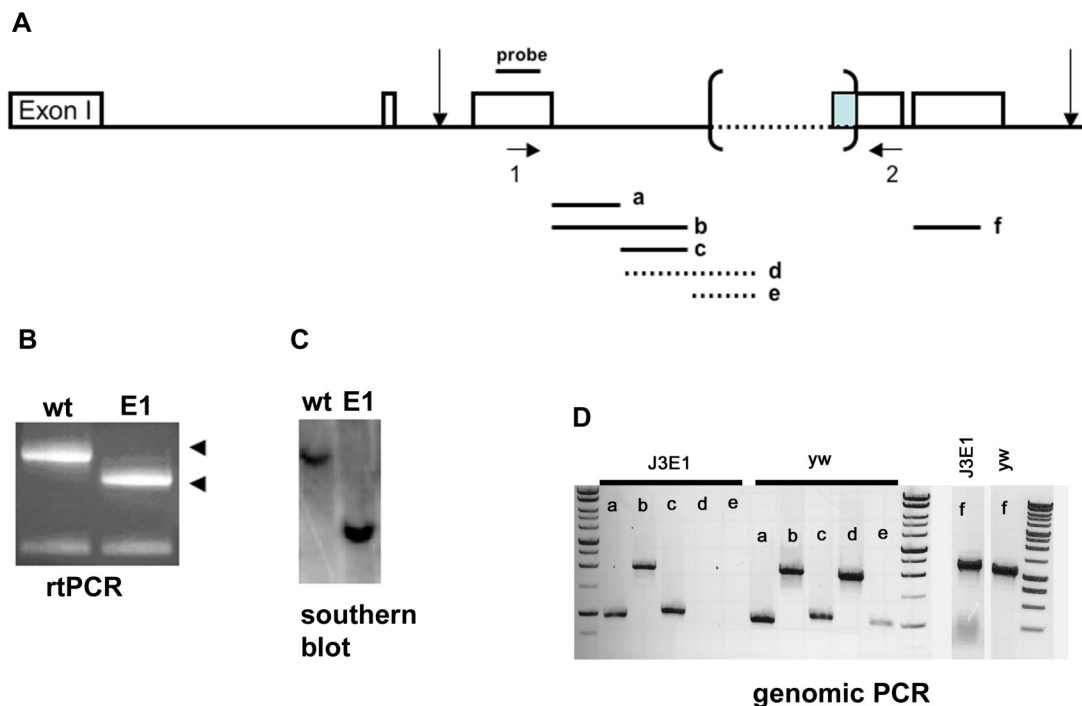 A
probe
Exon I
1
2
a
b
c
d
e
f
B
wt E1
rtPCR
C
wt E1
southern
blot
D
J3E1 yw
a b c d e
a b c d e
J3E1 yw
f f
genomic PCR